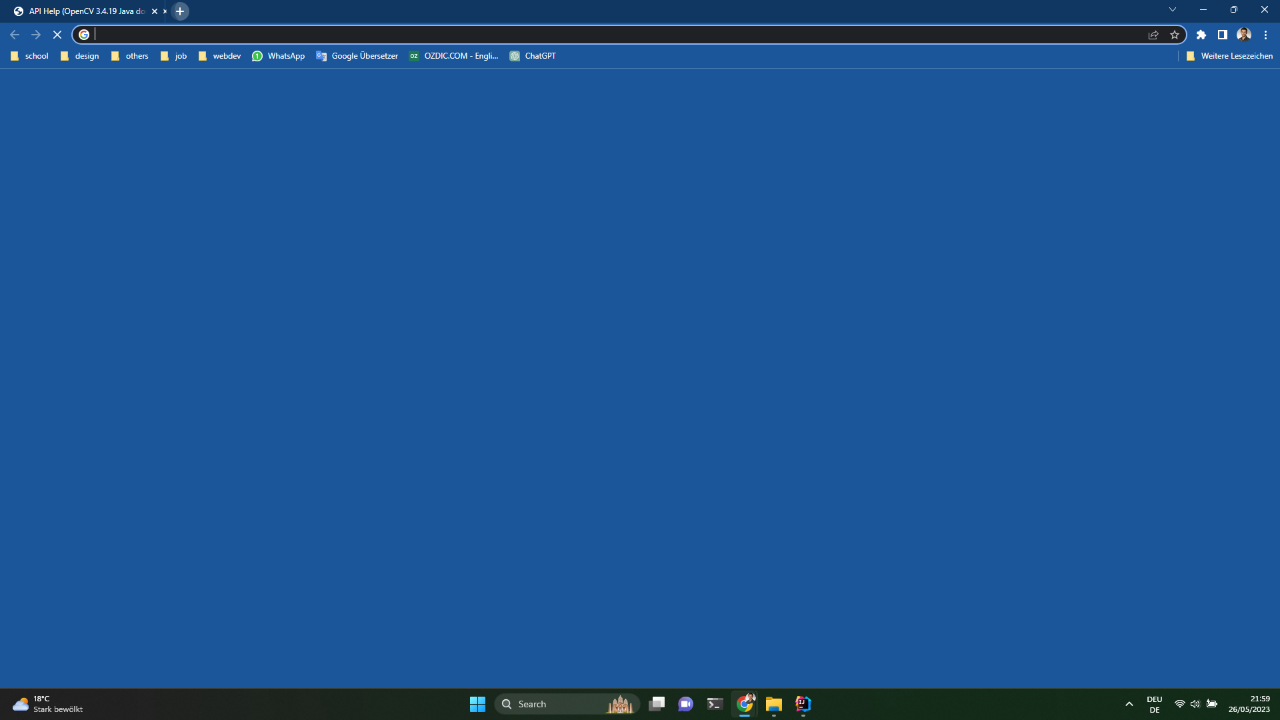 API Help (OpenCV 3.4.19 Java do
school
design
others
job
webdev
WhatsApp
Google Übersetzer
OZ
OZDIC.COM - Engli...
ChatGPT
Weitere Lesezeichen
18°C
Stark bewölkt
Search
DEU
DE
21:59
26/05/2023